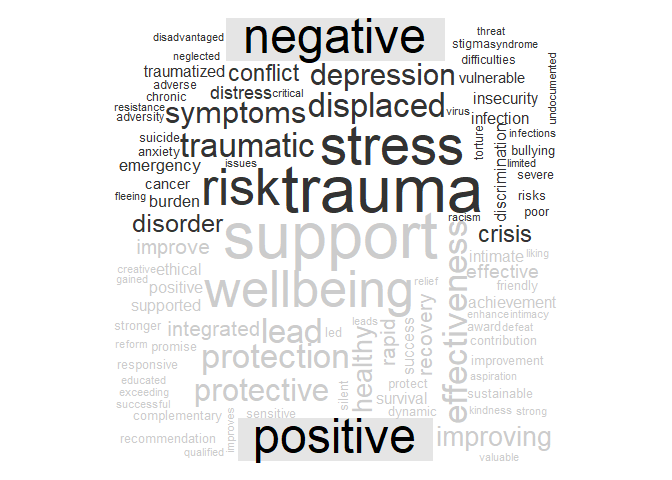 negative
disadvantaged
threat
stigma
syndrome
neglected
difficulties
traumatized
conflict
depression
vulnerable
adverse
distress
critical
undocumented
chronic
displaced
insecurity
resistance
symptoms
virus
infection
adversity
suicide
traumatic
stress
torture
infections
anxiety
discrimination
bullying
emergency
issues
limited
severe
cancer
risk
trauma
fleeing
burden
risks
poor
disorder
racism
crisis
support
improve
effectiveness
intimate
liking
creative
ethical
effective
gained
wellbeing
relief
positive
friendly
supported
achievement
enhance
intimacy
stronger
integrated
lead
led
leads
rapid
success
recovery
award
defeat
reform
promise
contribution
protection
healthy
responsive
improvement
educated
protective
silent
protect
aspiration
exceeding
survival
sustainable
successful
complementary
improves
sensitive
dynamic
kindness
strong
positive
recommendation
improving
qualified
valuable